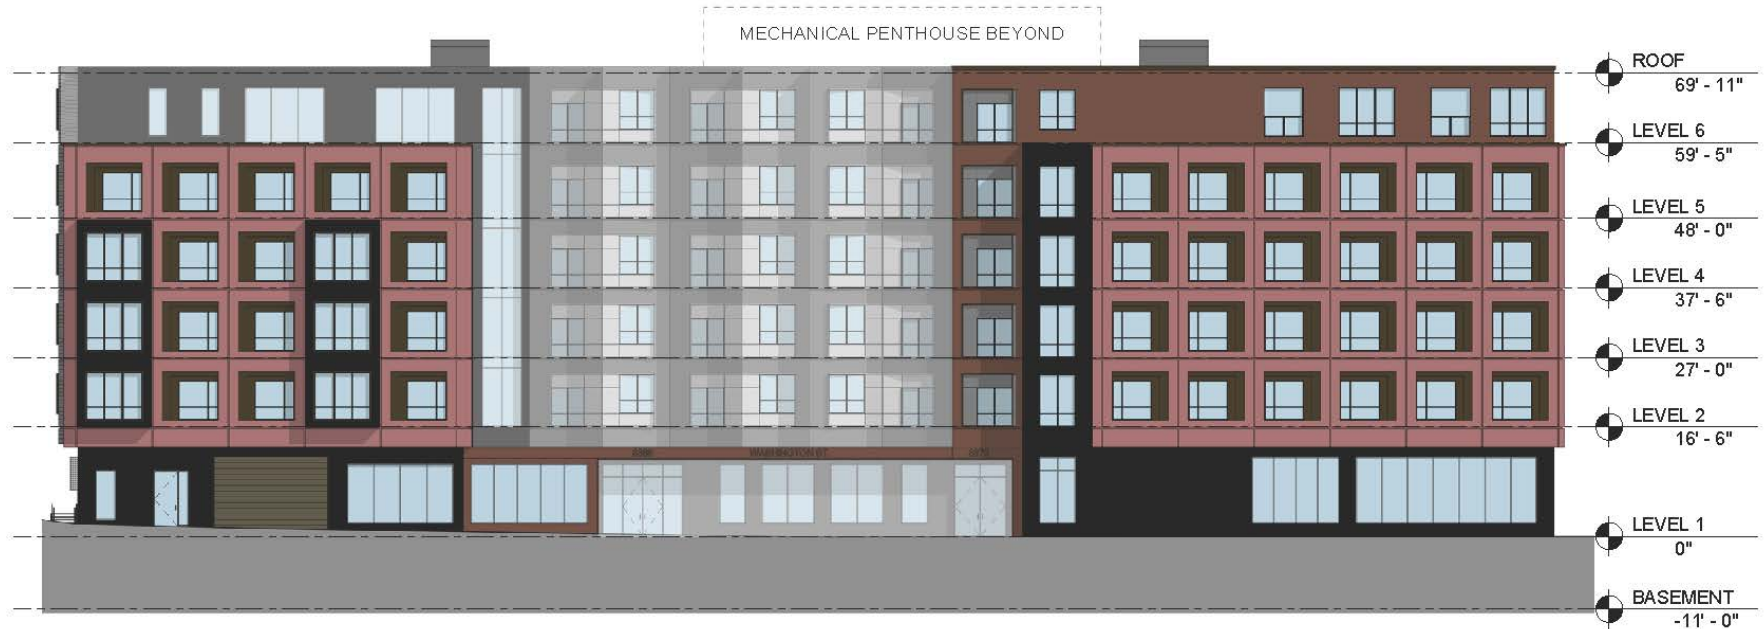 MECHANICAL PENTHOUSE BEYOND
ROOF
69' - 11"
LEVEL 6
59' - 5"
LEVEL 5
48' - 0"
LEVEL 4
37' - 6"
LEVEL 3
27' - 0"
LEVEL 2
16' - 6"
WASHINGTON ST
LEVEL 1
0"
BASEMENT
-11' - 0"